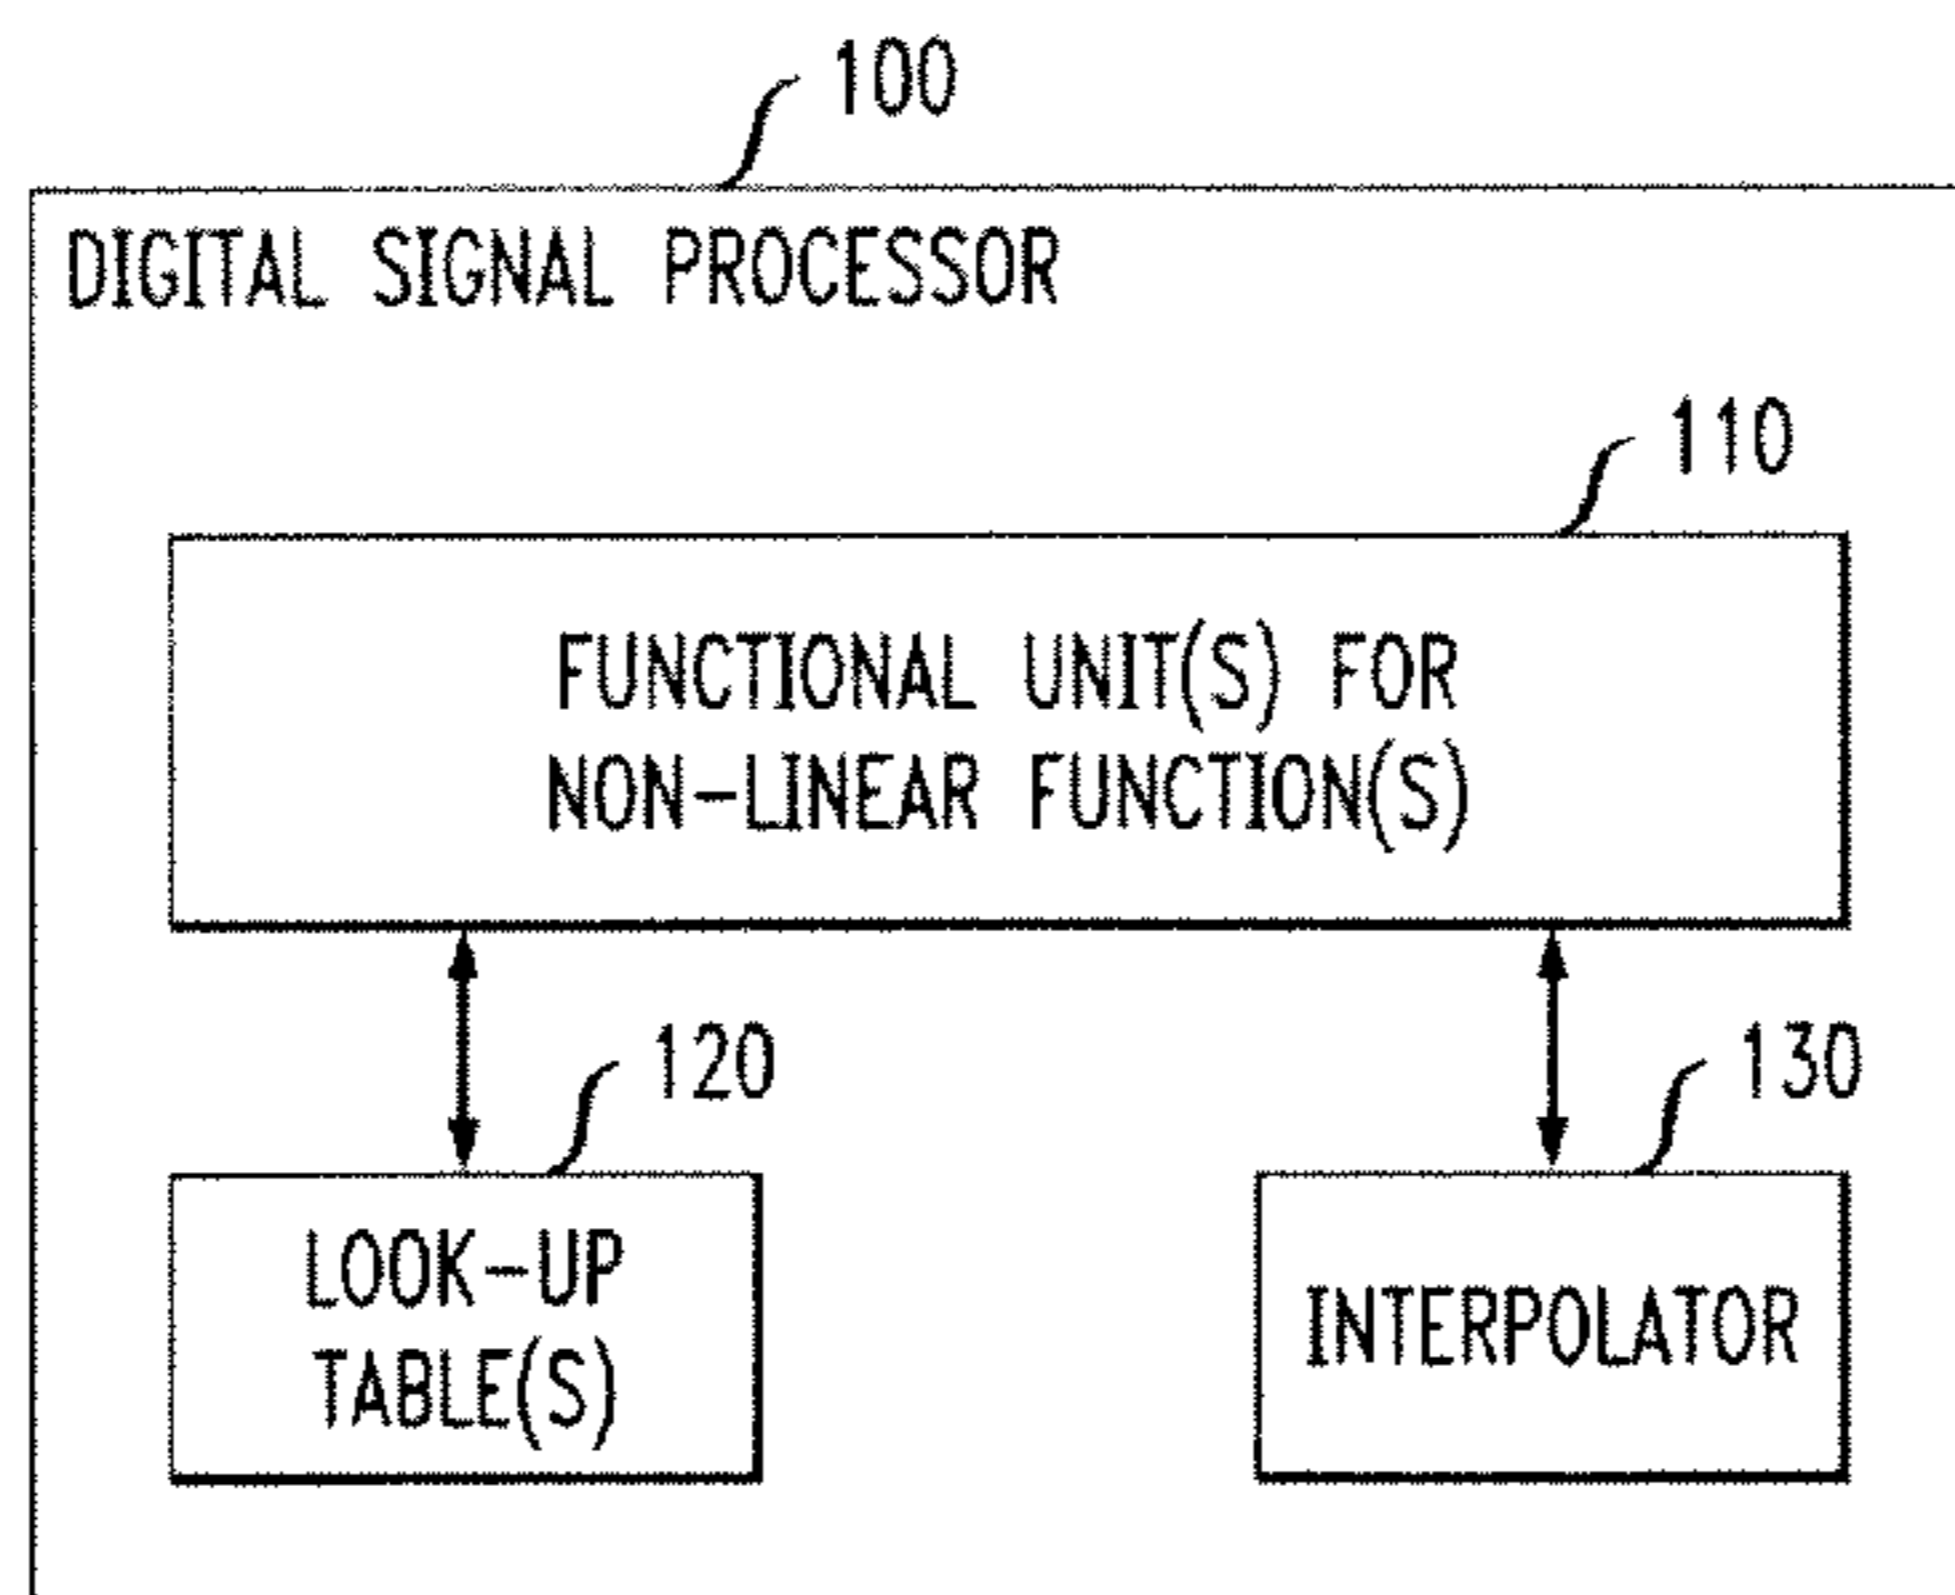 100
DIGITAL SIGNAL PROCESSOR
110
FUNCTIONAL UNIT(S) FOR
NON-LINEAR FUNCTION(S)
120
130
LOOK-UP
TABLE(S)
INTERPOLATOR